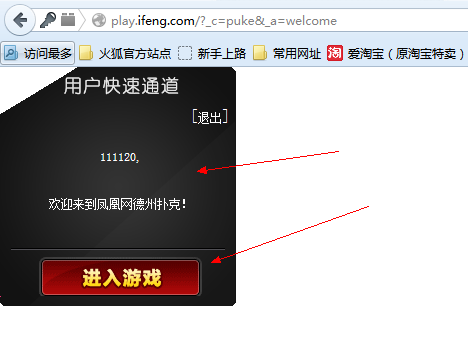 play.ifeng.com/?_c=puke&_a=welcome
访问最多 火狐官方站点 新手上路 常用网址 淘 爱淘宝（原淘宝特卖）
用户快速通道
[退出]
111120,
欢迎来到凤凰网德州扑克！
进入游戏